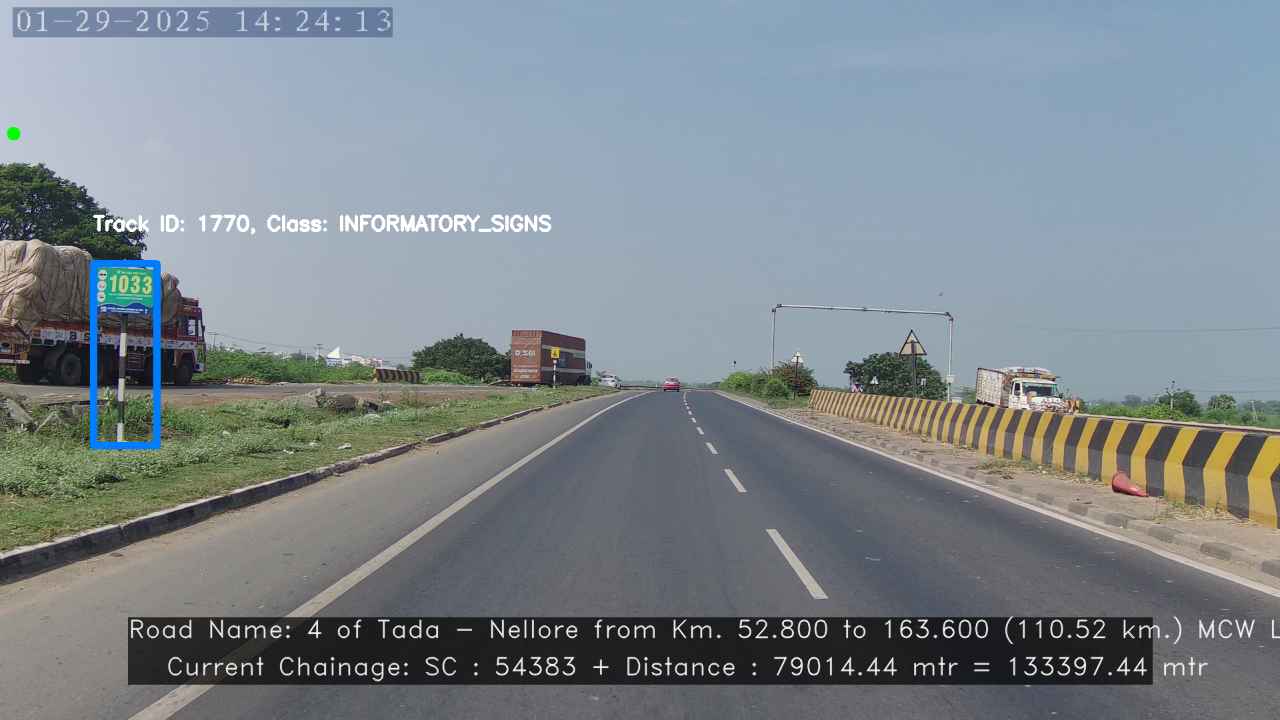 01-29-2025 14:24:13
Track ID: 1770, Class: INFORMATORY_SIGNS
1033
Road Name: 4 of Tada - Nellore from Km. 52.800 to 163.600 (110.52 km.) MCW L
Current Chainage: SC : 54383 + Distance : 79014.44 mtr = 133397.44 mtr